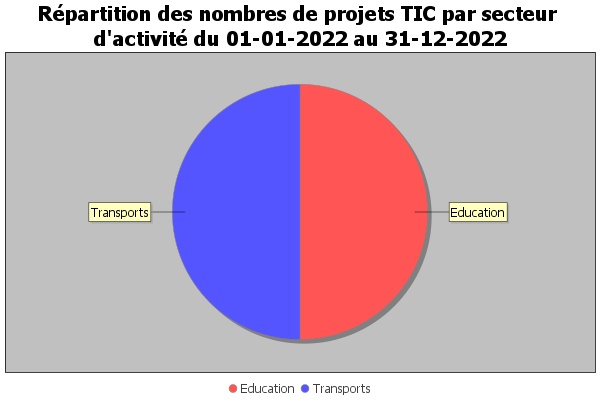 Répartition des nombres de projets TIC par secteur
d'activité du 01-01-2022 au 31-12-2022
Transports
Education
Education Transports